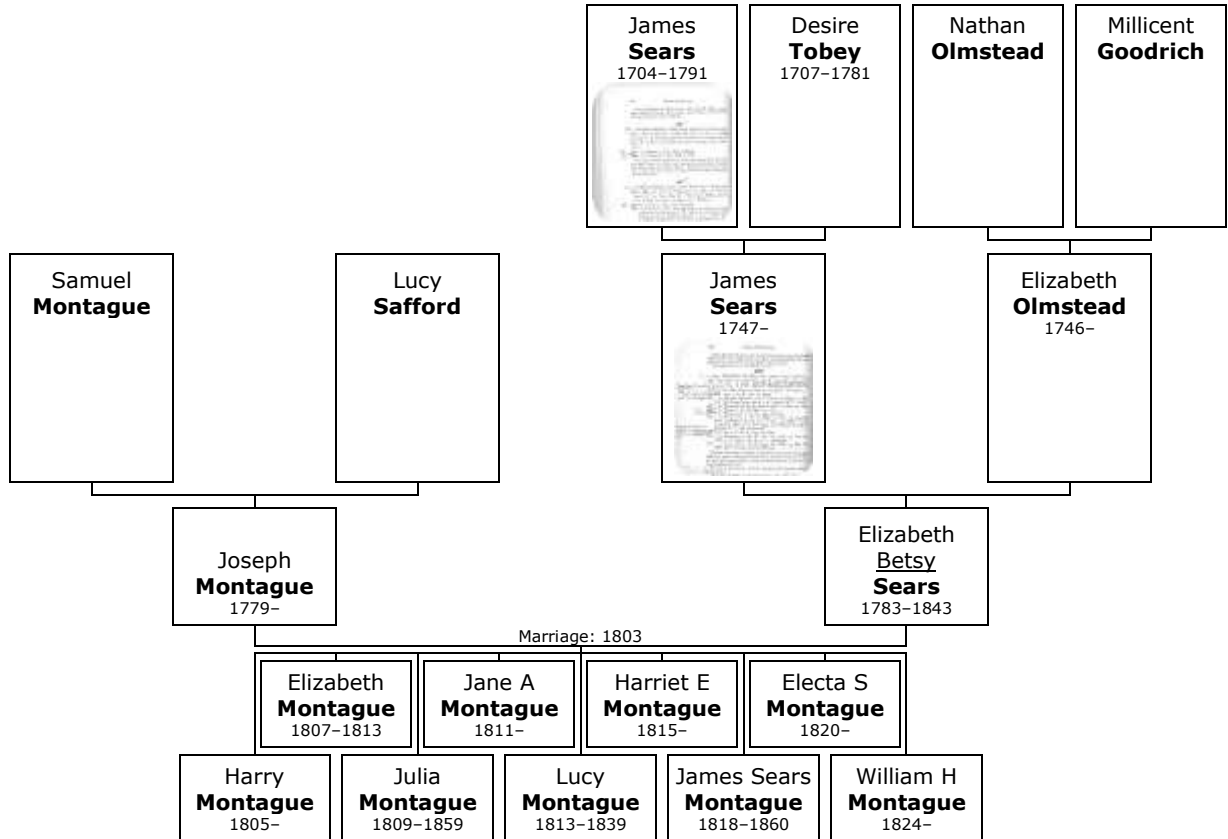 James
Sears
1704–1791
Desire
Tobey
1707–1781
Nathan
Olmstead
Millicent
Goodrich
Samuel
Montague
Lucy
Safford
James
Sears
1747–
Elizabeth
Olmstead
1746–
Joseph
Montague
1779–
Elizabeth
Betsy
Sears
1783–1843
Marriage: 1803
Elizabeth
Montague
1807–1813
Jane A
Montague
1811–
Harriet E
Montague
1815–
Electa S
Montague
1820–
Harry
Montague
1805–
Julia
Montague
1809–1859
Lucy
Montague
1813–1839
James Sears
Montague
1818–1860
William H
Montague
1824–